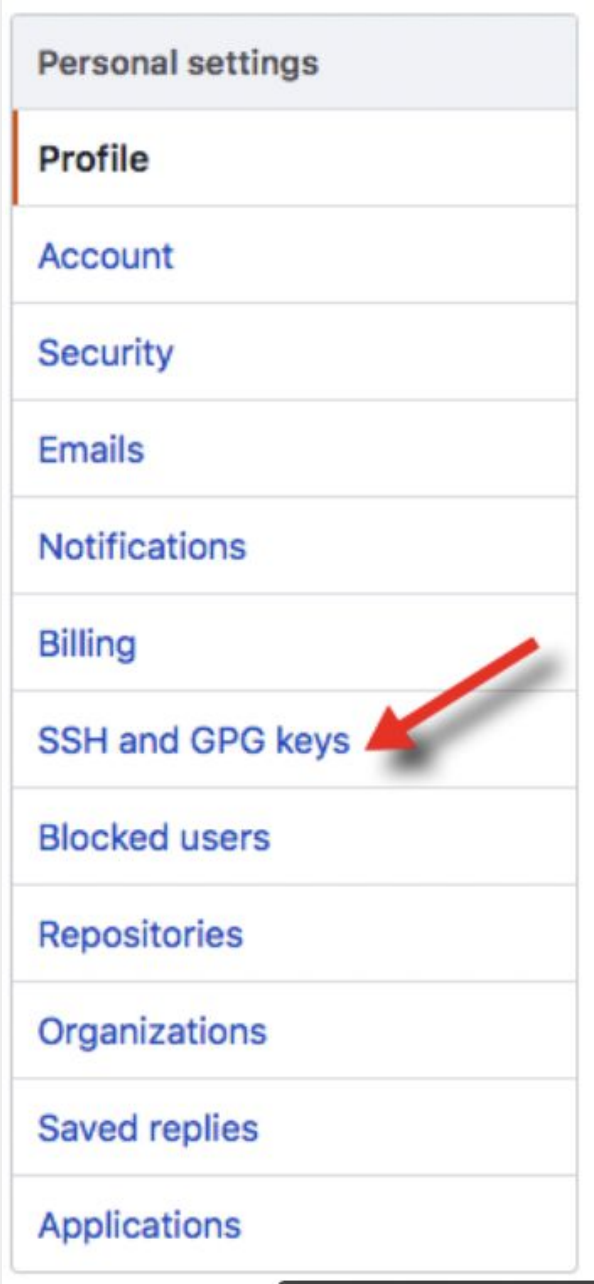 Personal settings
Profile
Account
Security
Emails
Notifications
Billing
SSH and GPG keys
Blocked users
Repositories
Organizations
Saved replies
Applications